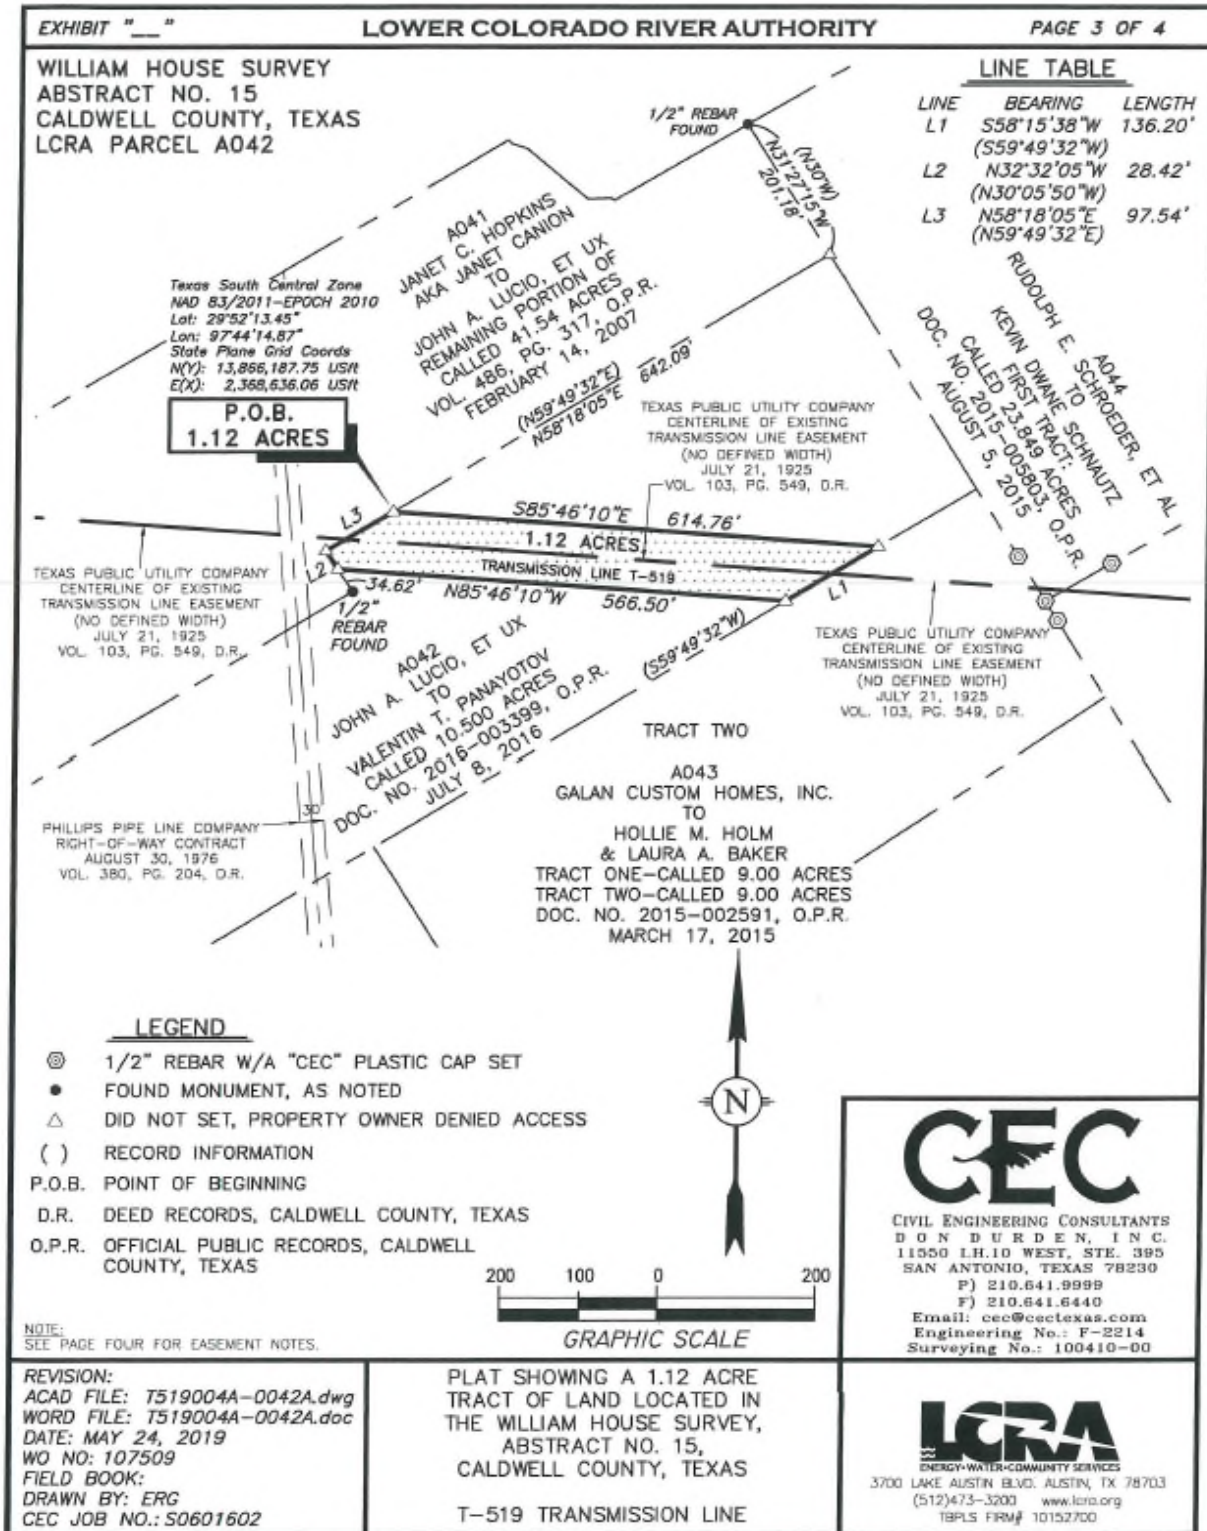 EXHIBIT "__"
LOWER COLORADO RIVER AUTHORITY
PAGE 3 OF 4
WILLIAM HOUSE SURVEY
ABSTRACT NO. 15
CALDWELL COUNTY, TEXAS
LCRA PARCEL A042
LINE TABLE
LINE BEARING LENGTH
L1 S58°15'38"W 136.20'
(S59°49'32"W)
L2 N32°32'05"W 28.42'
(N30°05'50"W)
L3 N58°18'05"E 97.54'
(N59°49'32"E)
1/2" REBAR
FOUND
(N30°W)
N31°27'15"W
201.18'
A041
JANET C. HOPKINS
AKA JANET CANION
TO
JOHN A. LUCIO, ET UX
REMAINING PORTION OF
CALLED 41.54 ACRES
VOL. 486, PG. 317, O.P.R.
FEBRUARY 14, 2007
(N59°49'32"E)
N58°18'05"E 642.09'
A044
RUDOLPH E. SCHROEDER, ET AL
TO
KEVIN DWANE SCHNAUTZ
FIRST TRACT:
CALLED 23.849 ACRES
DOC. NO. 2015-005803, O.P.R.
AUGUST 5, 2015
Texas South Central Zone
NAD 83/2011-EPOCH 2010
Lat: 29°52'13.45"
Lon: 97°44'14.87"
State Plane Grid Coords
N(Y): 13,866,187.75 USft
E(X): 2,368,636.06 USft
P.O.B.
1.12 ACRES
TEXAS PUBLIC UTILITY COMPANY
CENTERLINE OF EXISTING
TRANSMISSION LINE EASEMENT
(NO DEFINED WIDTH)
JULY 21, 1925
VOL. 103, PG. 549, D.R.
S85°46'10"E 614.76'
L3
1.12 ACRES
TRANSMISSION LINE T-519
L2
34.62'
N85°46'10"W 566.50'
L1
1/2"
REBAR
FOUND
TEXAS PUBLIC UTILITY COMPANY
CENTERLINE OF EXISTING
TRANSMISSION LINE EASEMENT
(NO DEFINED WIDTH)
JULY 21, 1925
VOL. 103, PG. 549, D.R.
(S59°49'32"W)
TEXAS PUBLIC UTILITY COMPANY
CENTERLINE OF EXISTING
TRANSMISSION LINE EASEMENT
(NO DEFINED WIDTH)
JULY 21, 1925
VOL. 103, PG. 549, D.R.
A042
JOHN A. LUCIO, ET UX
TO
VALENTIN T. PANAYOTOV
CALLED 10.500 ACRES
DOC. NO. 2016-003399, O.P.R.
JULY 8, 2016
30'
PHILLIPS PIPE LINE COMPANY
RIGHT-OF-WAY CONTRACT
AUGUST 30, 1976
VOL. 380, PG. 204, D.R.
TRACT TWO
A043
GALAN CUSTOM HOMES, INC.
TO
HOLLIE M. HOLM
& LAURA A. BAKER
TRACT ONE-CALLED 9.00 ACRES
TRACT TWO-CALLED 9.00 ACRES
DOC. NO. 2015-002591, O.P.R.
MARCH 17, 2015
N
LEGEND
1/2" REBAR W/A "CEC" PLASTIC CAP SET
FOUND MONUMENT, AS NOTED
DID NOT SET, PROPERTY OWNER DENIED ACCESS
( ) RECORD INFORMATION
P.O.B. POINT OF BEGINNING
D.R. DEED RECORDS, CALDWELL COUNTY, TEXAS
O.P.R. OFFICIAL PUBLIC RECORDS, CALDWELL
COUNTY, TEXAS
200 100 0 200
GRAPHIC SCALE
NOTE:
SEE PAGE FOUR FOR EASEMENT NOTES.
CEC
CIVIL ENGINEERING CONSULTANTS
DON DURDEN, INC.
11550 I.H.10 WEST, STE. 395
SAN ANTONIO, TEXAS 78230
P) 210.641.9999
F) 210.641.6440
Email: cec@cectexas.com
Engineering No.: F-2214
Surveying No.: 100410-00
REVISION:
ACAD FILE: T519004A-0042A.dwg
WORD FILE: T519004A-0042A.doc
DATE: MAY 24, 2019
WO NO: 107509
FIELD BOOK:
DRAWN BY: ERG
CEC JOB NO.: S0601602
PLAT SHOWING A 1.12 ACRE
TRACT OF LAND LOCATED IN
THE WILLIAM HOUSE SURVEY,
ABSTRACT NO. 15,
CALDWELL COUNTY, TEXAS
T-519 TRANSMISSION LINE
LCRA
ENERGY•WATER•COMMUNITY SERVICES
3700 LAKE AUSTIN BLVD. AUSTIN, TX 78703
(512)473-3200 www.lcra.org
TBPLS FIRM# 10152700